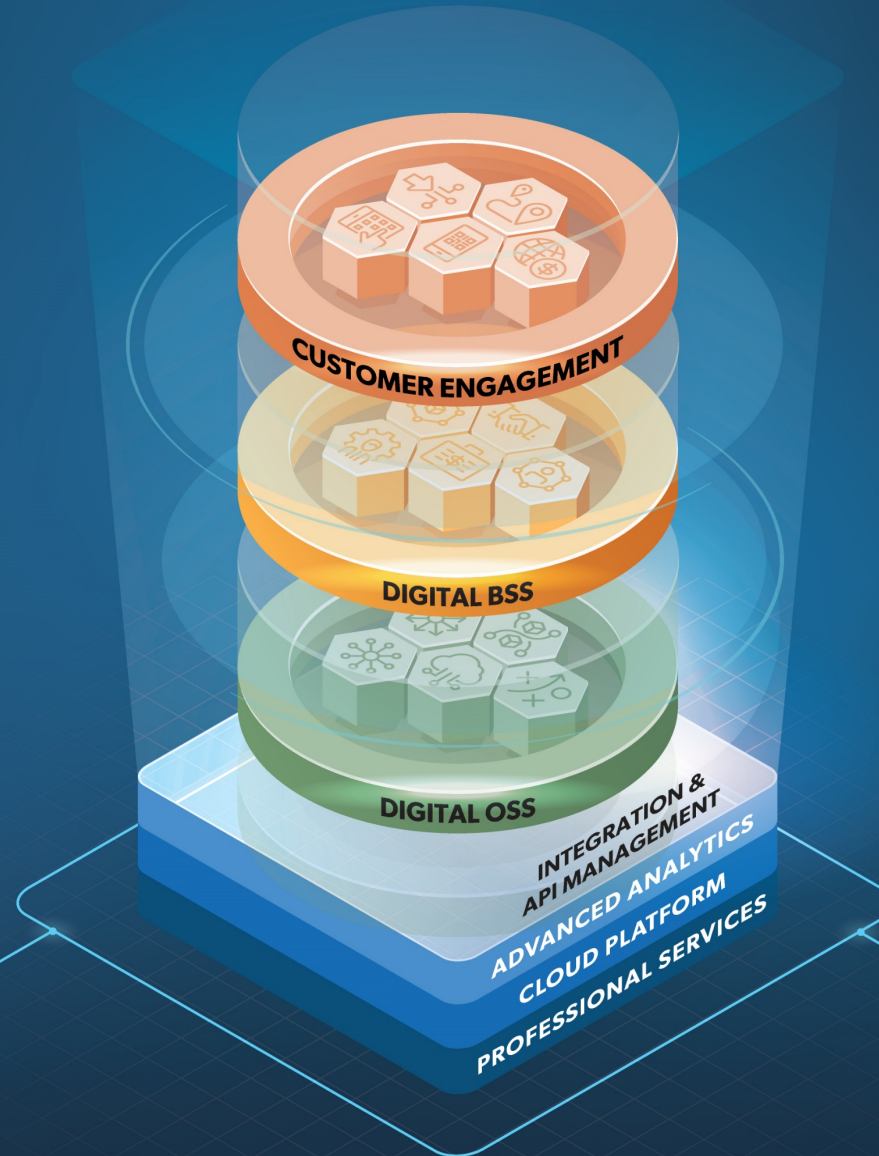 CUSTOMER ENGAGEMENT
DIGITAL BSS
DIGITAL OSS
INTEGRATION &
API MANAGEMENT
ADVANCED ANALYTICS
CLOUD PLATFORM
PROFESSIONAL SERVICES